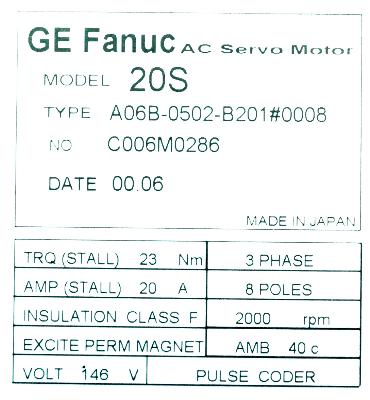 GE Fanuc AC Servo Motor
MODEL 20S
TYPE A06B-0502-B201#0008
NO C006M0286
DATE 00.06
MADE IN JAPAN
TRQ (STALL) 23 Nm 3 PHASE
AMP (STALL) 20 A 8 POLES
INSULATION CLASS F 2000 rpm
EXCITE PERM MAGNET AMB 40 c
VOLT 146 V PULSE CODER